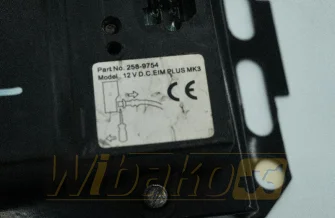 Part No. 258-9754
Model. 12 V D.C. EIM PLUS MK3
CE
Wibako